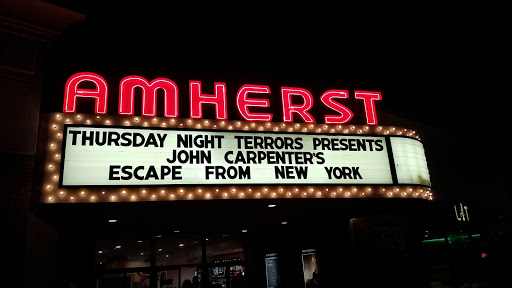 AMHERST
THURSDAY NIGHT TERRORS PRESENTS
JOHN CARPENTER'S
ESCAPE FROM NEW YORK